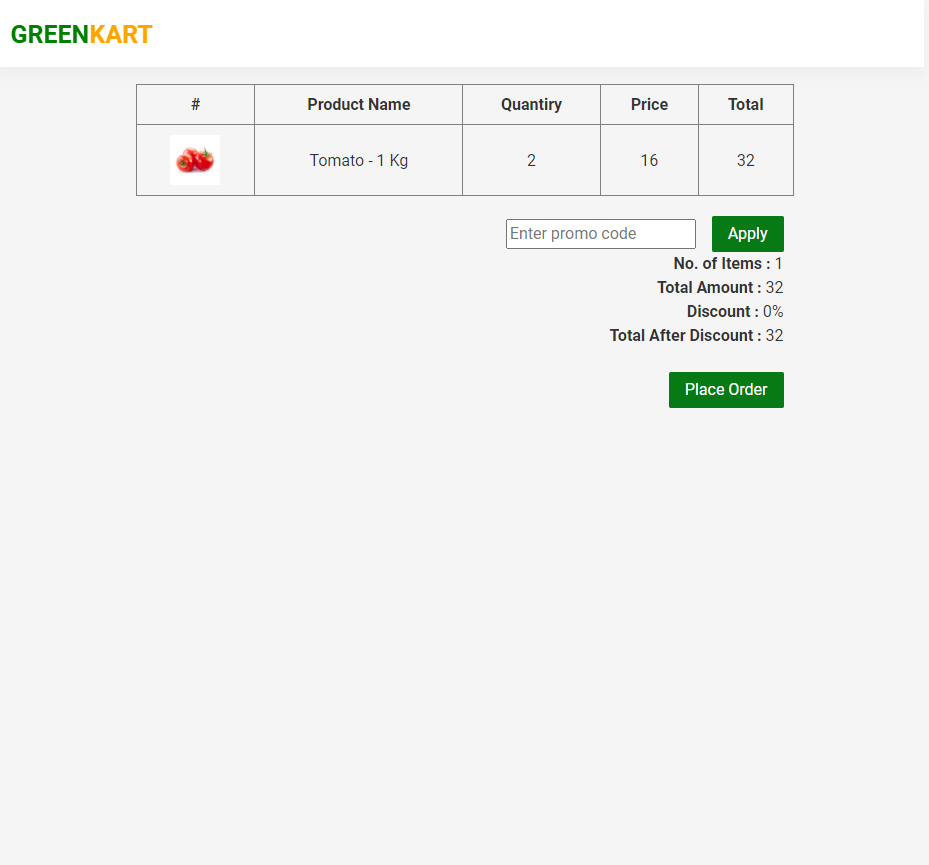 GREENKART
# Product Name Quantiry Price Total
Tomato - 1 Kg 2 16 32
Enter promo code Apply
No. of Items : 1
Total Amount : 32
Discount : 0%
Total After Discount : 32
Place Order